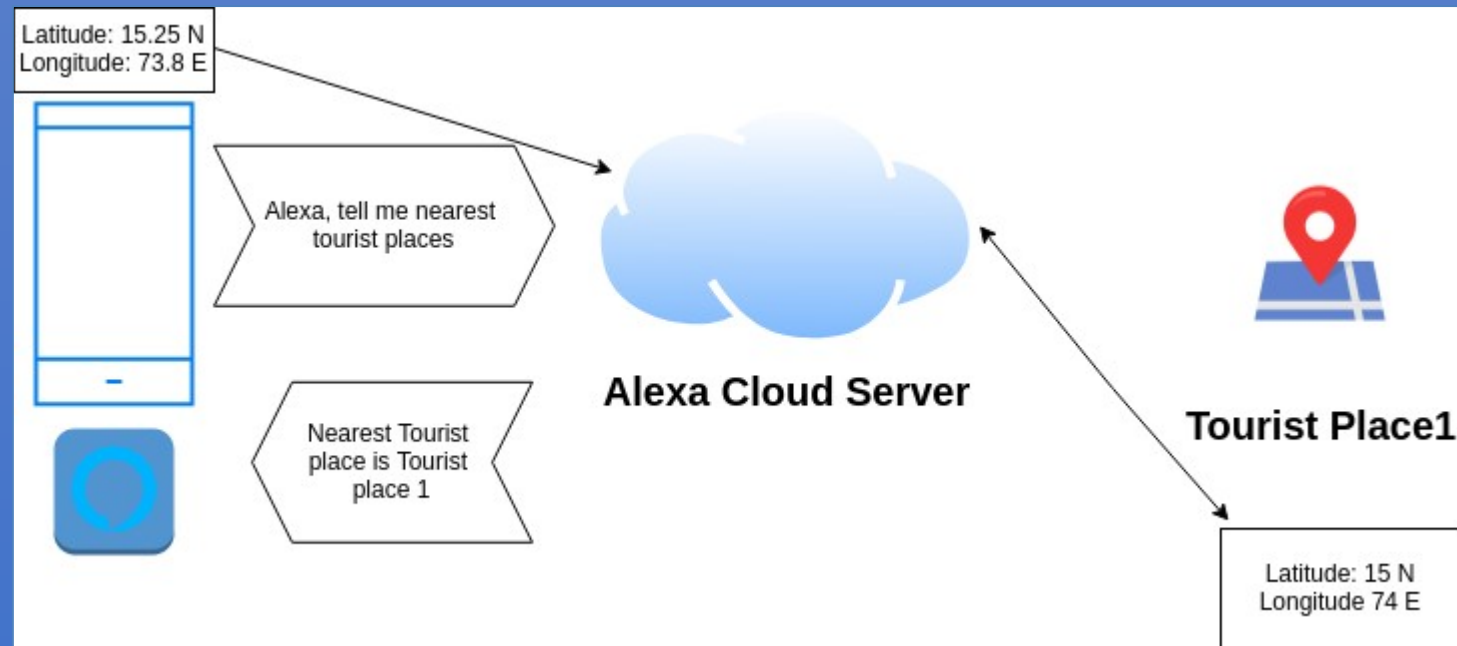 Latitude: 15.25 N
Longitude: 73.8 E
Alexa, tell me nearest
tourist places
Alexa Cloud Server
Nearest Tourist
place is Tourist
place 1
Tourist Place1
Latitude: 15 N
Longitude 74 E